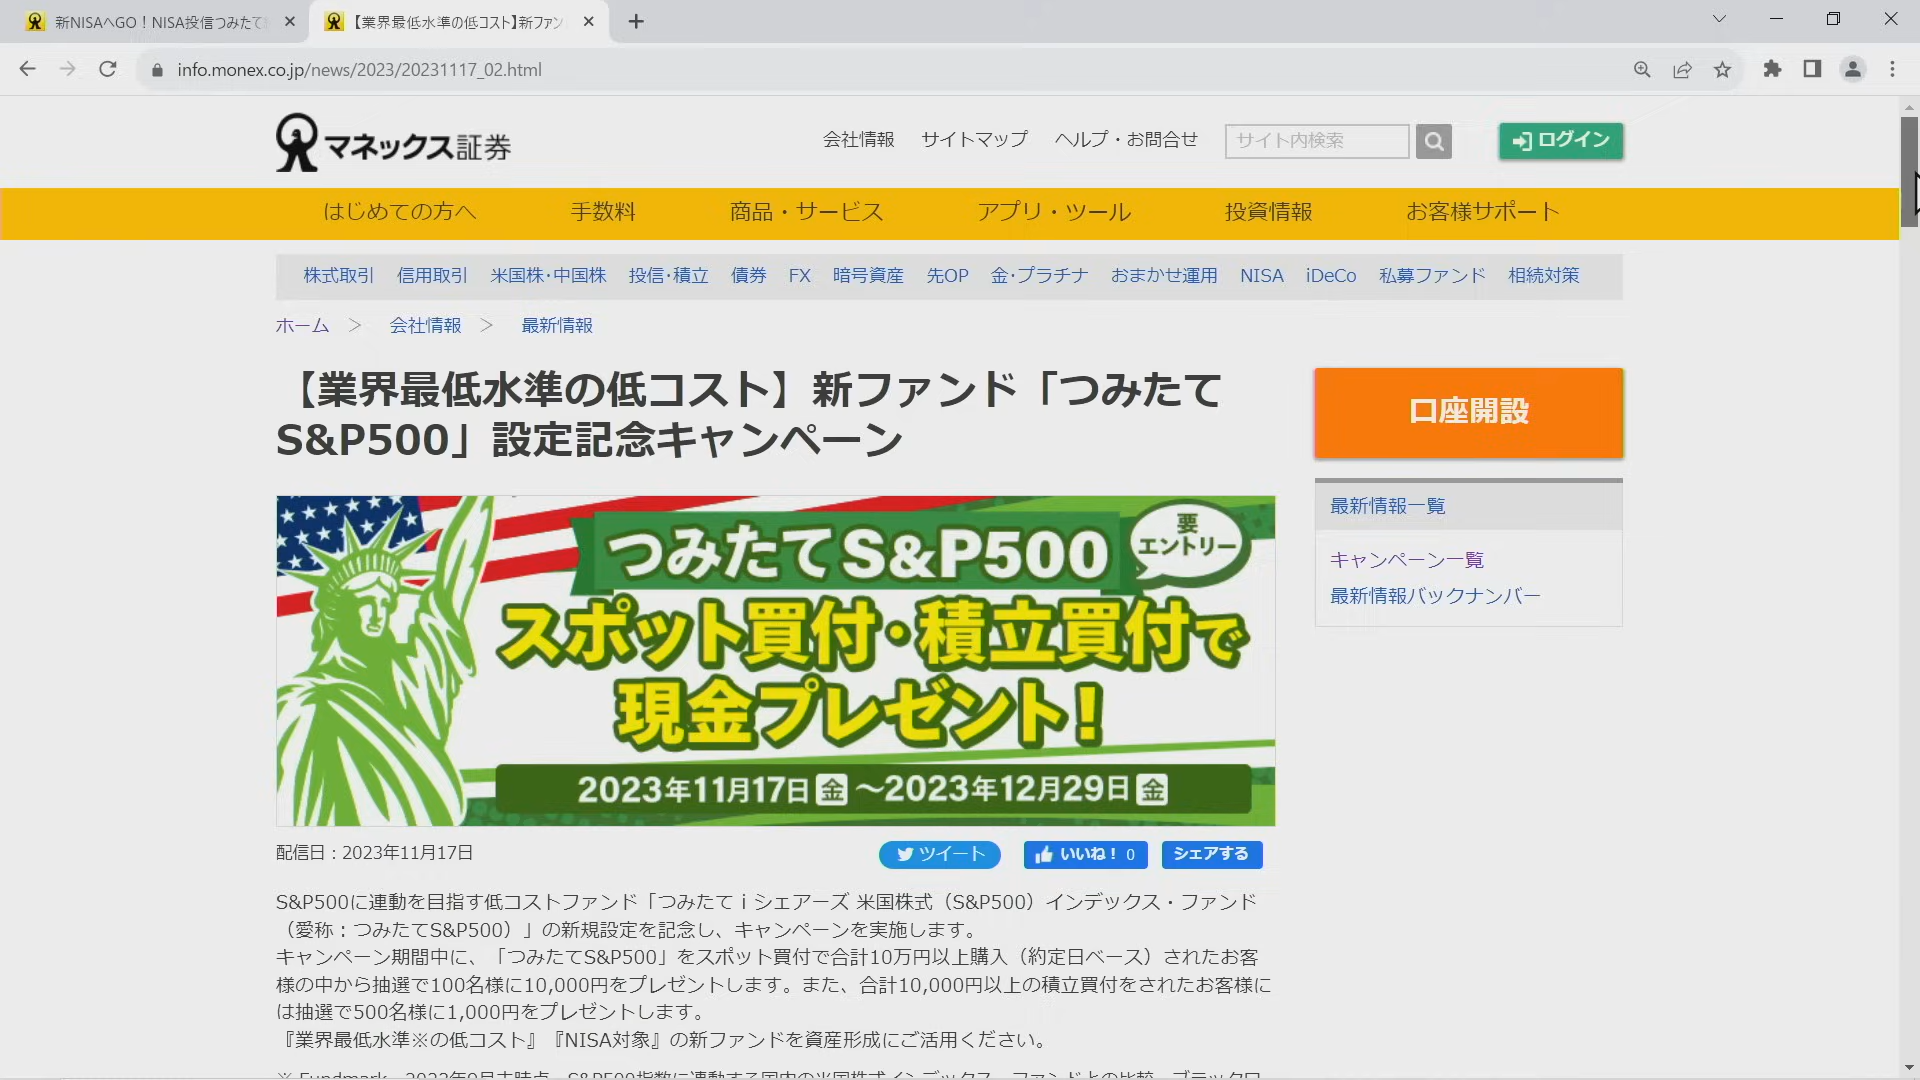 新NISAへGO！NISA投信つみたて
【業界最低水準の低コスト】新ファン
info.monex.co.jp/news/2023/20231117_02.html
マネックス証券
会社情報 サイトマップ ヘルプ・お問合せ サイト内検索 ログイン
はじめての方へ 手数料 商品・サービス アプリ・ツール 投資情報 お客様サポート
株式取引 信用取引 米国株･中国株 投信･積立 債券 FX 暗号資産 先OP 金･プラチナ おまかせ運用 NISA iDeCo 私募ファンド 相続対策
ホーム ＞ 会社情報 ＞ 最新情報
【業界最低水準の低コスト】新ファンド「つみたて
S&P500」設定記念キャンペーン
口座開設
最新情報一覧
キャンペーン一覧
最新情報バックナンバー
つみたてS&P500
要
エントリー
スポット買付・積立買付で
現金プレゼント！
2023年11月17日金～2023年12月29日金
配信日：2023年11月17日
ツイート いいね！ 0 シェアする
S&P500に連動を目指す低コストファンド「つみたてｉシェアーズ 米国株式（S&P500）インデックス・ファンド
（愛称：つみたてS&P500）」の新規設定を記念し、キャンペーンを実施します。
キャンペーン期間中に、「つみたてS&P500」をスポット買付で合計10万円以上購入（約定日ベース）されたお客
様の中から抽選で100名様に10,000円をプレゼントします。また、合計10,000円以上の積立買付をされたお客様に
は抽選で500名様に1,000円をプレゼントします。
『業界最低水準※の低コスト』『NISA対象』の新ファンドを資産形成にご活用ください。